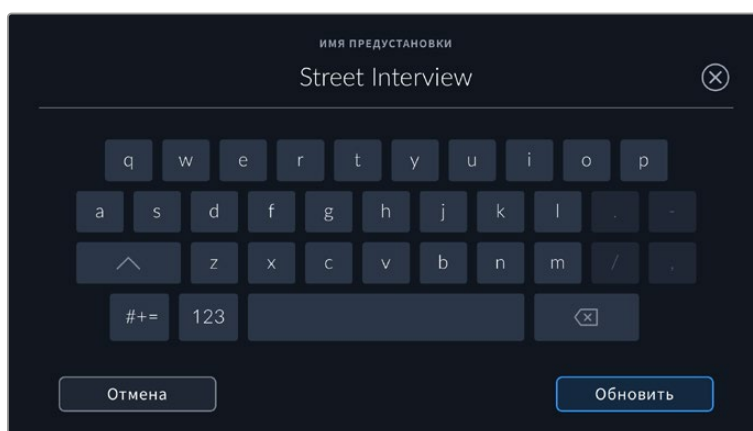 ИМЯ ПРЕДУСТАНОВКИ
Street Interview
q w e r t y u i o p
a s d f g h j k l . -
z x c v b n m / ,
#+= 123
Отмена Обновить